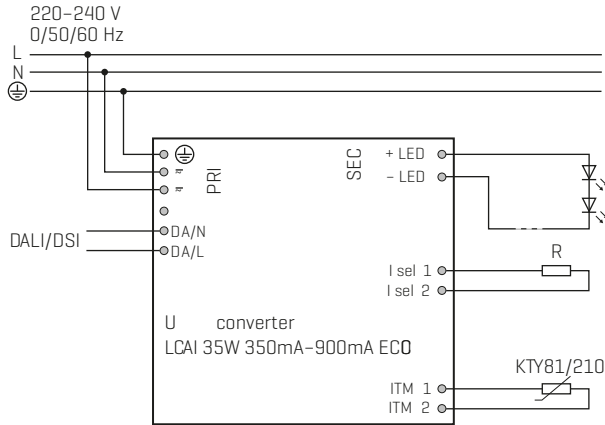 220–240 V
0/50/60 Hz
L
N
PRI
SEC
+ LED
– LED
DALI/DSI
DA/N
DA/L
I sel 1
I sel 2
R
U converter
LCAI 35W 350mA–900mA ECO
KTY81/210
ITM 1
ITM 2